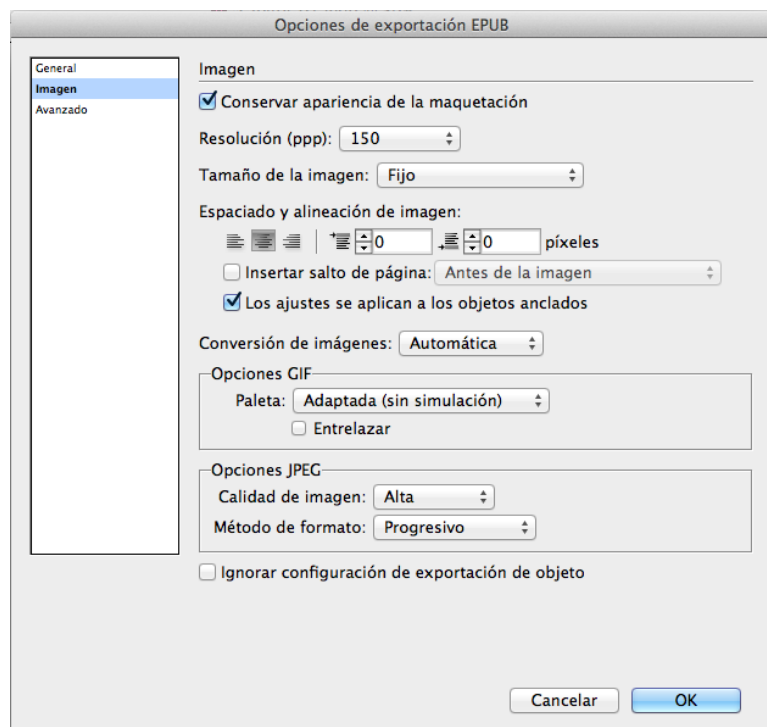 Opciones de exportación EPUB
General
Imagen
Avanzado
Imagen
Conservar apariencia de la maquetación
Resolución (ppp): 150
Tamaño de la imagen: Fijo
Espaciado y alineación de imagen:
0 0 píxeles
Insertar salto de página: Antes de la imagen
Los ajustes se aplican a los objetos anclados
Conversión de imágenes: Automática
Opciones GIF
Paleta: Adaptada (sin simulación)
Entrelazar
Opciones JPEG
Calidad de imagen: Alta
Método de formato: Progresivo
Ignorar configuración de exportación de objeto
Cancelar OK